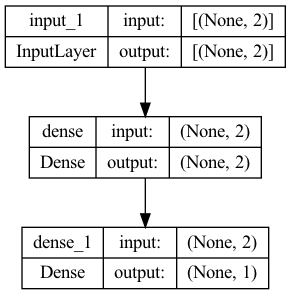 input_1 input: [(None, 2)]
InputLayer output: [(None, 2)]
dense input: (None, 2)
Dense output: (None, 2)
dense_1 input: (None, 2)
Dense output: (None, 1)